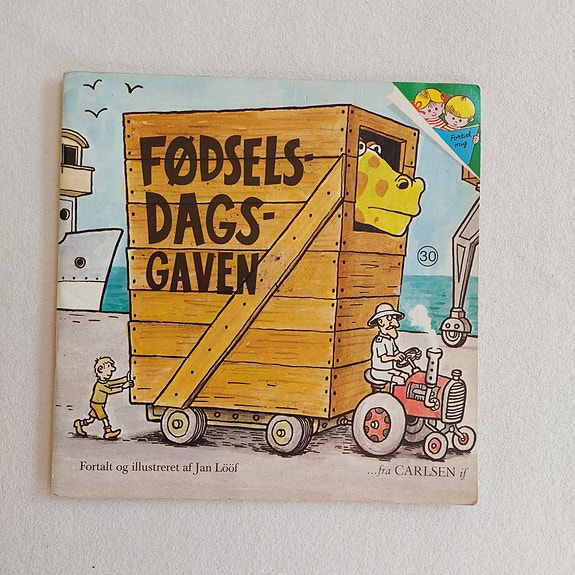 Fortæl
mig
FØDSELS-
DAGS-
GAVEN
30
Fortalt og illustreret af Jan Lööf
...fra CARLSEN if